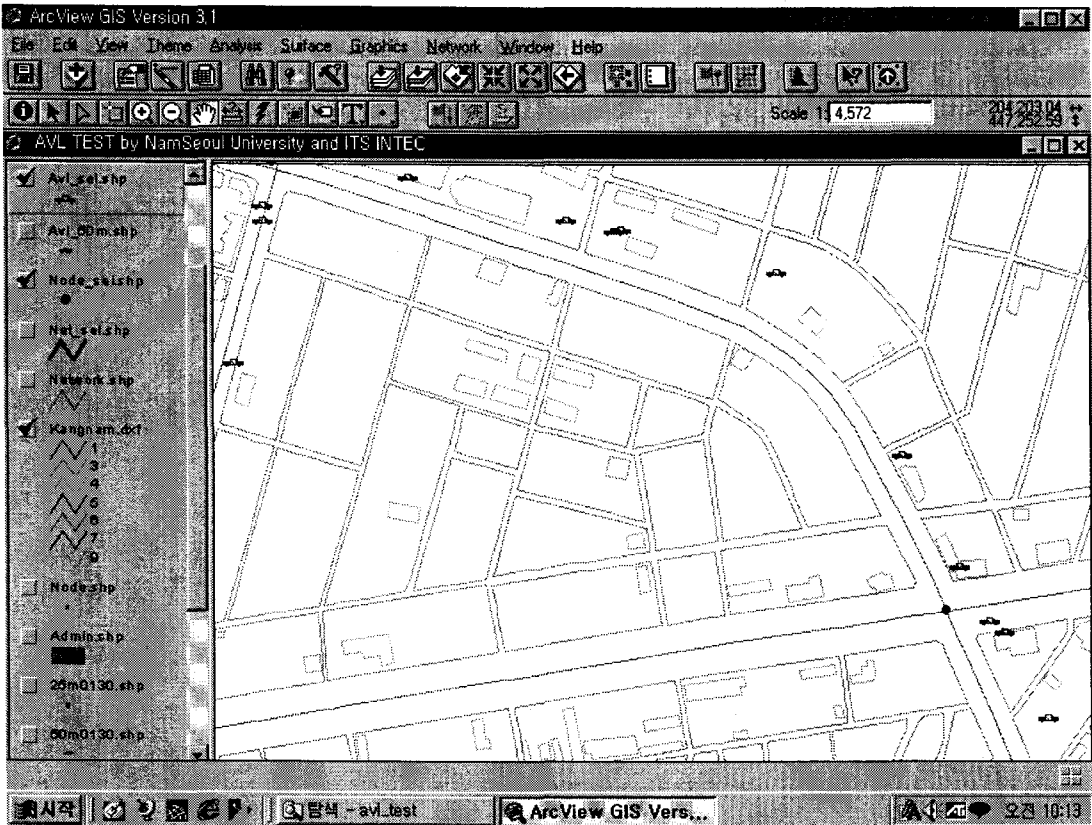 ArcView GIS Version 3.1
File Edit View Theme Analysis Surface Graphics Network Window Help
Scale 1: 4,572
204,203.04
447,252.59
AVL TEST by NamSeoul University and ITS INTEC
Avl_sel.shp
Avl_50m.shp
Node_sel.shp
Net_sel.shp
Network.shp
Kangnam.dxf
1
3
4
5
6
7
9
Node.shp
Admin.shp
25m0130.shp
50m0130.shp
시작
탐색 - avl_test
ArcView GIS Vers...
오전 10:13